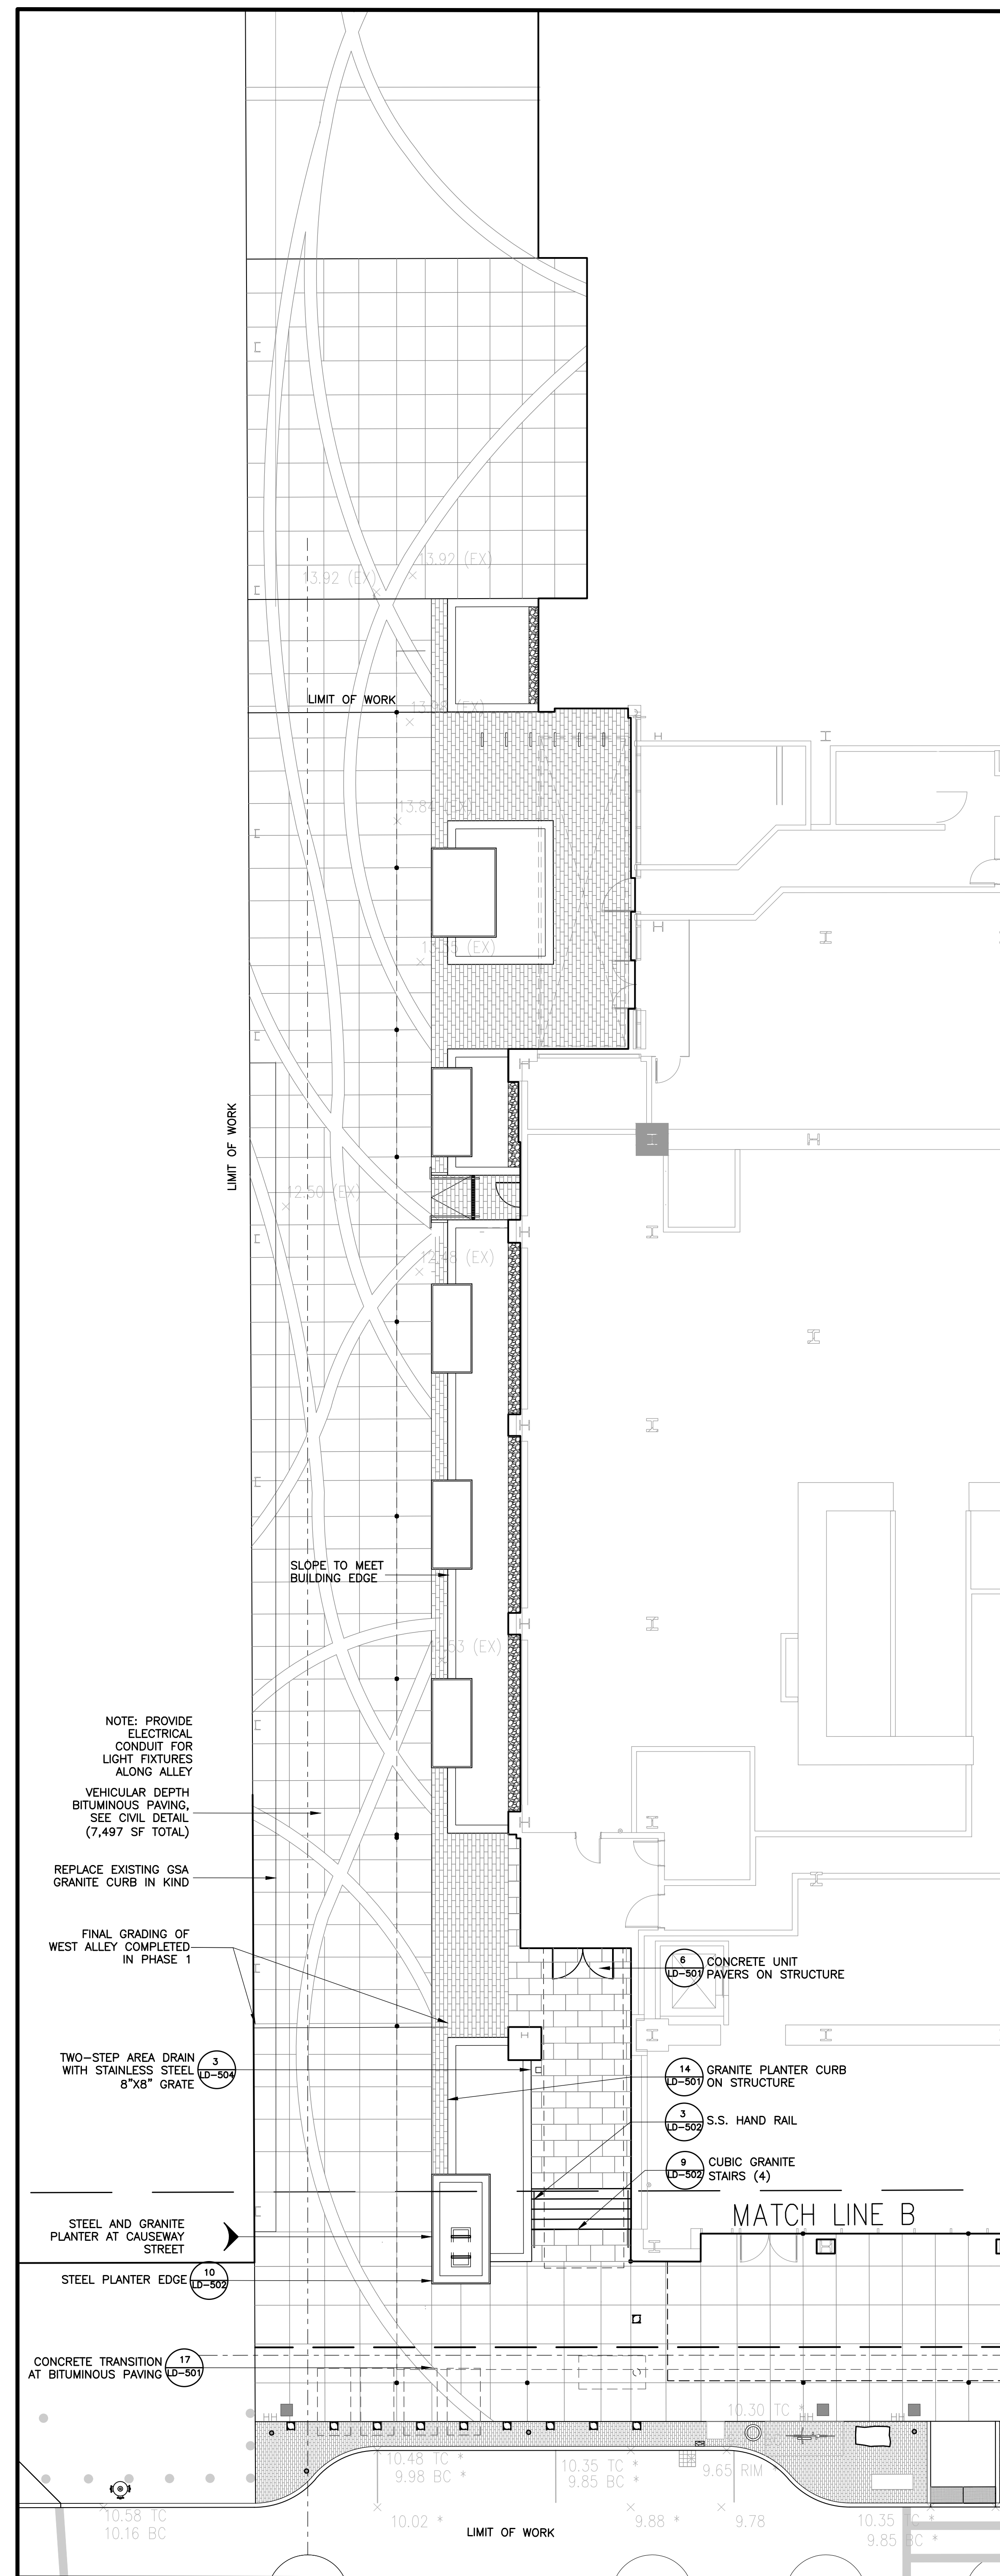 13.92 (EX)
13.92 (EX)
LIMIT OF WORK
(EX)
(EX)
(EX)
LIMIT OF WORK
12.50 (EX)
(EX)
SLOPE TO MEET
BUILDING EDGE
(EX)
NOTE: PROVIDE
ELECTRICAL
CONDUIT FOR
LIGHT FIXTURES
ALONG ALLEY
VEHICULAR DEPTH
BITUMINOUS PAVING,
SEE CIVIL DETAIL
(7,497 SF TOTAL)
REPLACE EXISTING GSA
GRANITE CURB IN KIND
FINAL GRADING OF
WEST ALLEY COMPLETED
IN PHASE 1
6
LD-501
CONCRETE UNIT
PAVERS ON STRUCTURE
TWO-STEP AREA DRAIN
WITH STAINLESS STEEL
8"X8" GRATE
3
LD-504
14
LD-501
GRANITE PLANTER CURB
ON STRUCTURE
3
LD-502
S.S. HAND RAIL
9
LD-502
CUBIC GRANITE
STAIRS (4)
MATCH LINE B
STEEL AND GRANITE
PLANTER AT CAUSEWAY
STREET
STEEL PLANTER EDGE
10
LD-502
CONCRETE TRANSITION
AT BITUMINOUS PAVING
17
LD-501
10.30 TC *
10.48 TC *
9.98 BC *
10.35 TC *
9.85 BC *
9.65 RIM *
10.58 TC
10.16 BC
10.02 *
9.88 *
9.78
10.35 TC *
9.85 BC *
LIMIT OF WORK